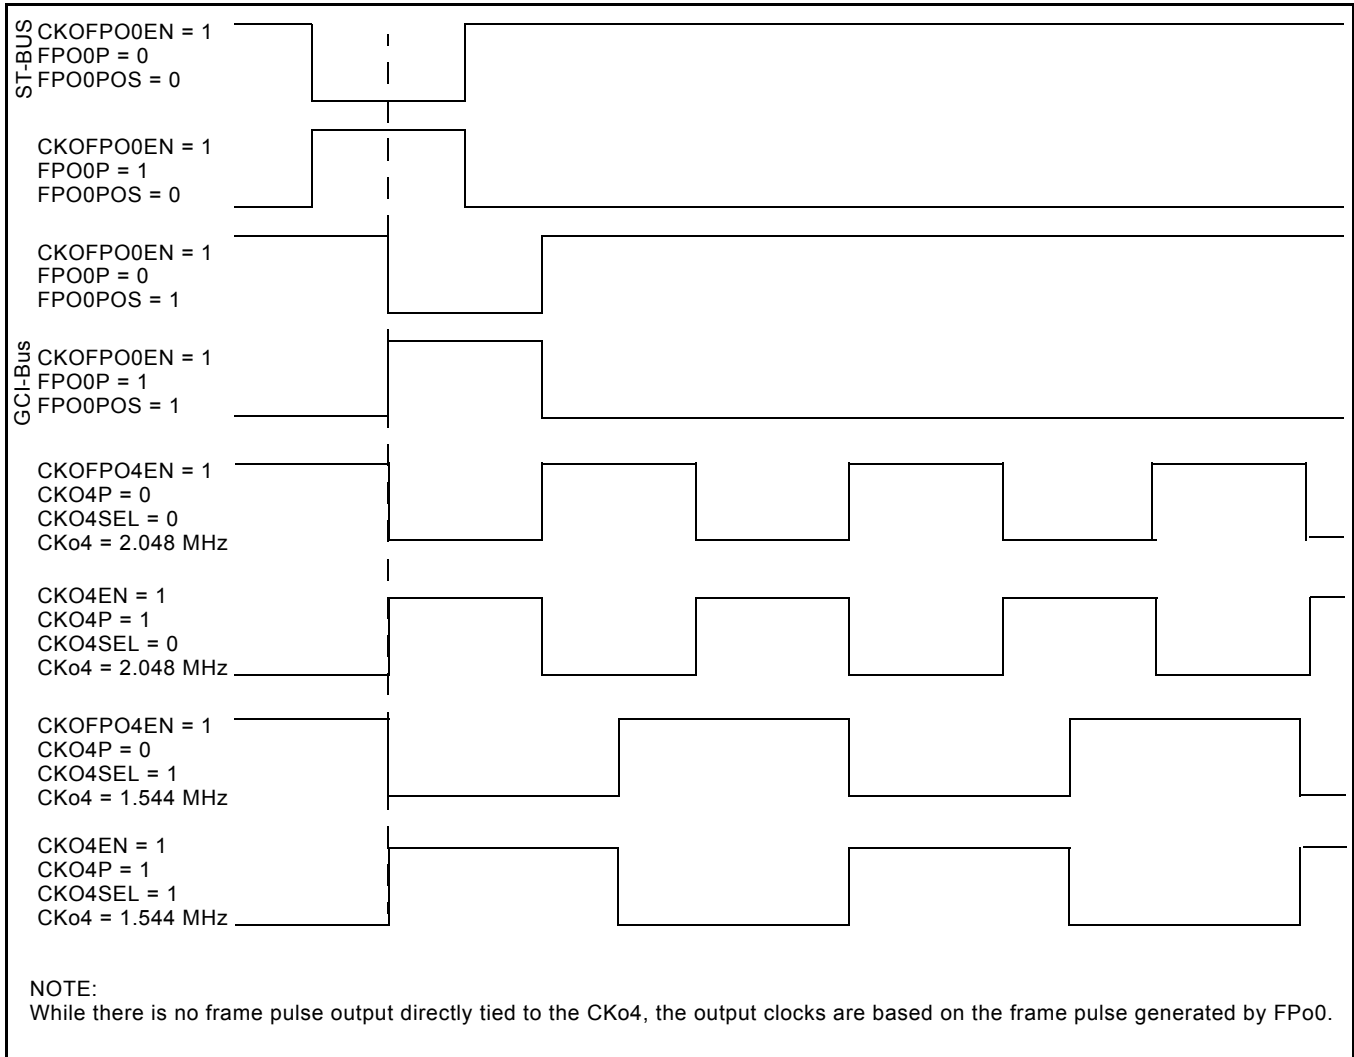 ST-BUS
CKOFPO0EN = 1
FPO0P = 0
FPO0POS = 0
CKOFPO0EN = 1
FPO0P = 1
FPO0POS = 0
CKOFPO0EN = 1
FPO0P = 0
FPO0POS = 1
GCI-Bus
CKOFPO0EN = 1
FPO0P = 1
FPO0POS = 1
CKOFPO4EN = 1
CKO4P = 0
CKO4SEL = 0
CKo4 = 2.048 MHz
CKO4EN = 1
CKO4P = 1
CKO4SEL = 0
CKo4 = 2.048 MHz
CKOFPO4EN = 1
CKO4P = 0
CKO4SEL = 1
CKo4 = 1.544 MHz
CKO4EN = 1
CKO4P = 1
CKO4SEL = 1
CKo4 = 1.544 MHz
NOTE:
While there is no frame pulse output directly tied to the CKo4, the output clocks are based on the frame pulse generated by FPo0.